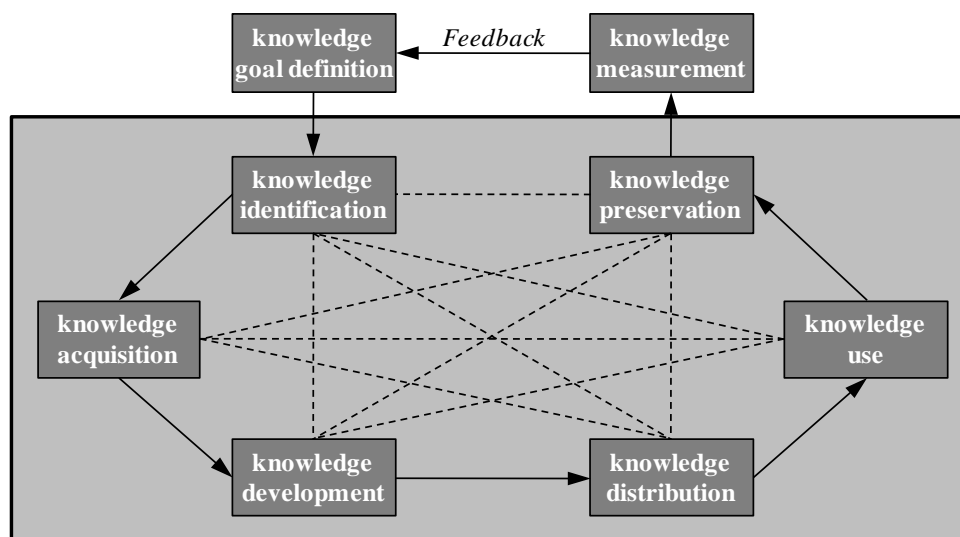 knowledge
goal definition
Feedback
knowledge
measurement
knowledge
identification
knowledge
preservation
knowledge
acquisition
knowledge
use
knowledge
development
knowledge
distribution